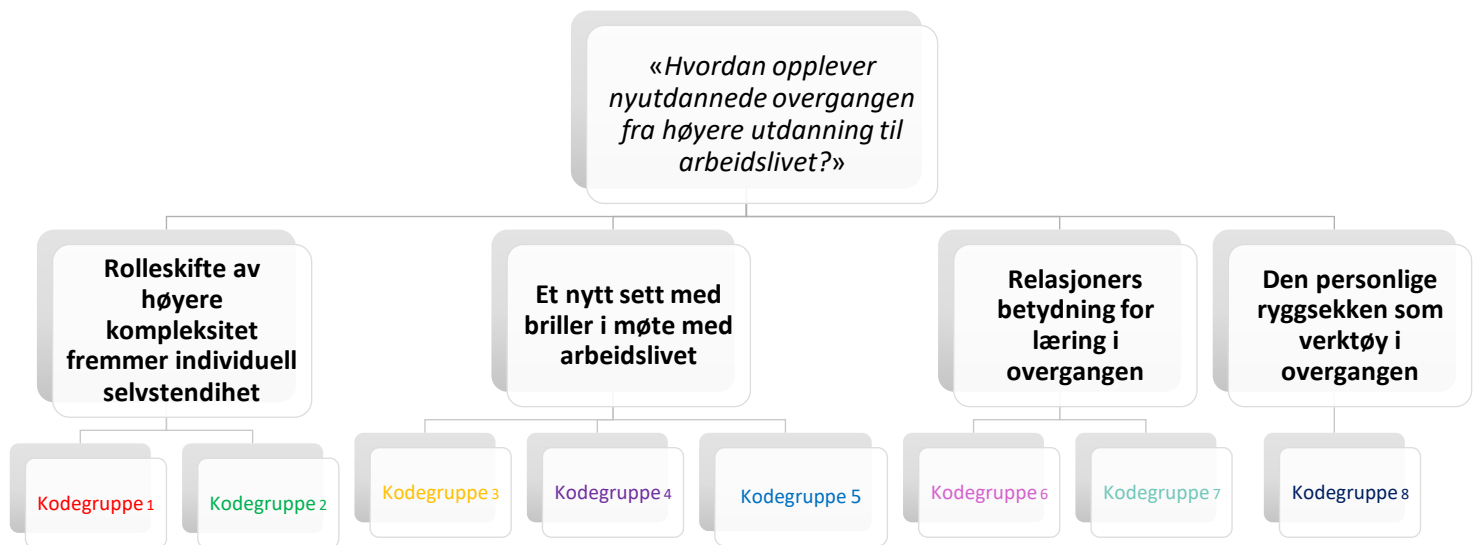 «Hvordan opplever
nyutdannede overgangen
fra høyere utdanning til
arbeidslivet?»
Rolleskifte av
høyere
kompleksitet
fremmer individuell
selvstendihet
Et nytt sett med
briller i møte med
arbeidslivet
Relasjoners
betydning for
læring i
overgangen
Den personlige
ryggsekken som
verktøy i
overgangen
Kodegruppe 1
Kodegruppe 2
Kodegruppe 3
Kodegruppe 4
Kodegruppe 5
Kodegruppe 6
Kodegruppe 7
Kodegruppe 8